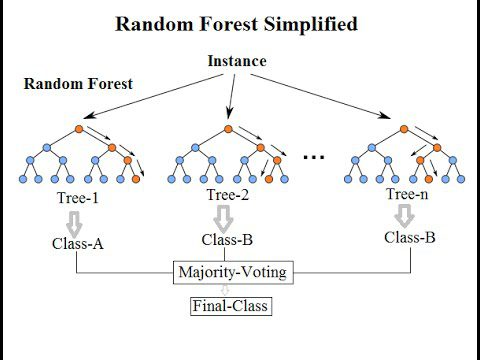 Random Forest Simplified
Instance
Random Forest
...
Tree-1
Tree-2
Tree-n
Class-A
Class-B
Class-B
Majority-Voting
Final-Class